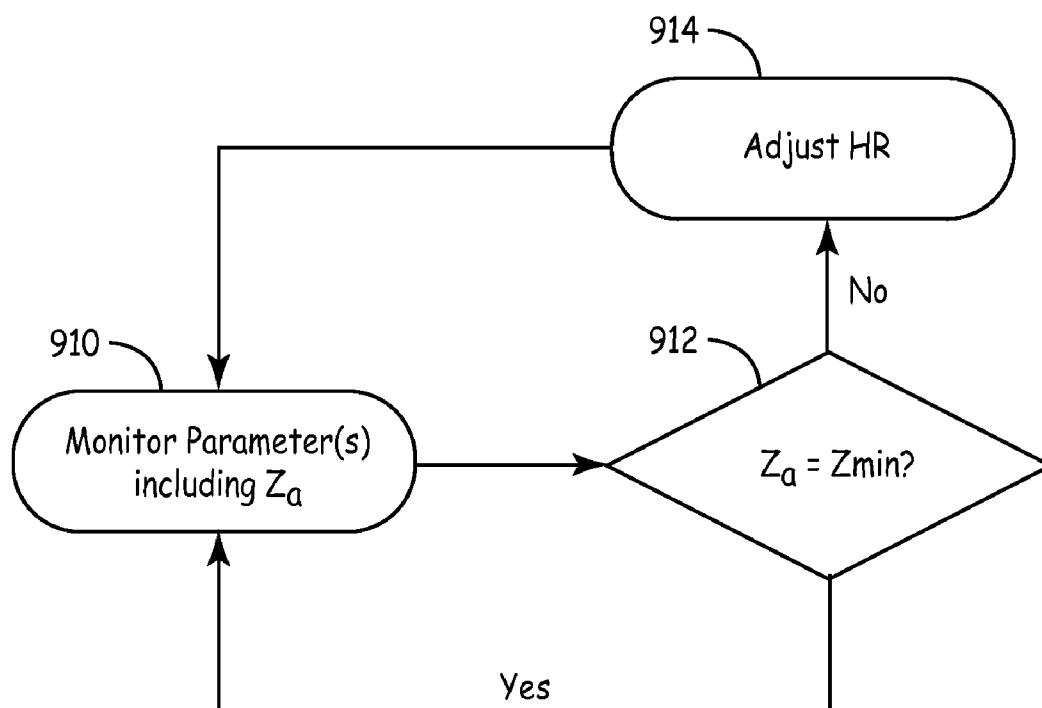 914
Adjust HR
No
910
912
Monitor Parameter(s)
including Za
Za = Zmin?
Yes